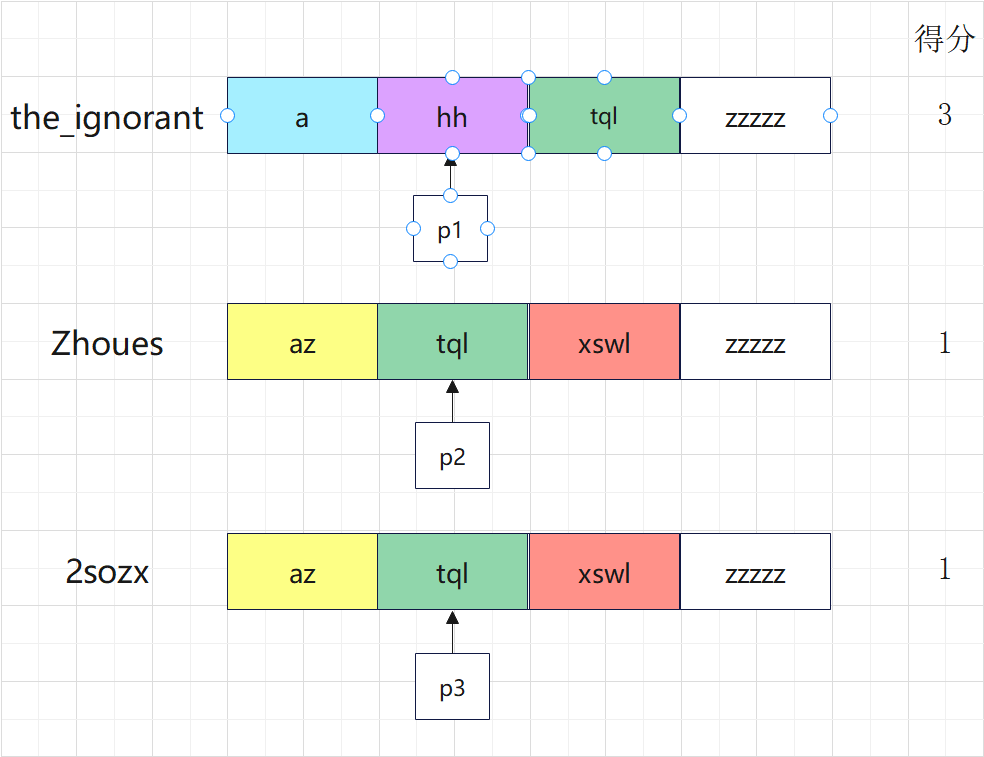 得分
the_ignorant a hh tql zzzzz 3
p1
Zhoues az tql xswl zzzzz 1
p2
2sozx az tql xswl zzzzz 1
p3